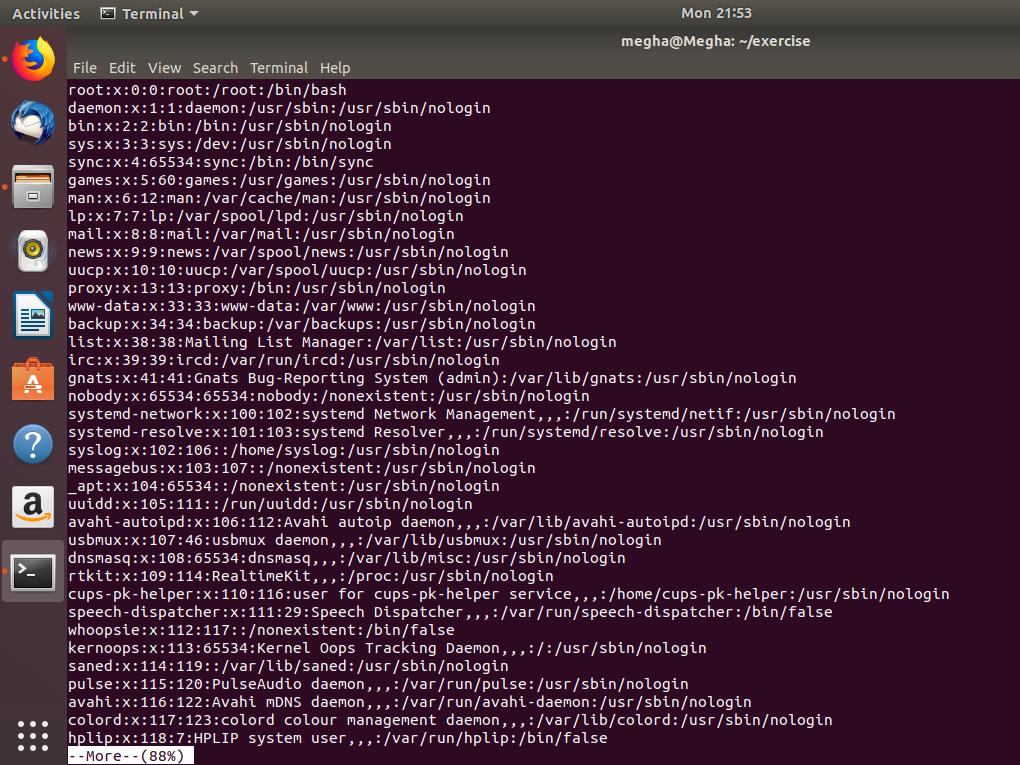 Activities Terminal Mon 21:53
megha@Megha: ~/exercise
File Edit View Search Terminal Help
root:x:0:0:root:/root:/bin/bash
daemon:x:1:1:daemon:/usr/sbin:/usr/sbin/nologin
bin:x:2:2:bin:/bin:/usr/sbin/nologin
sys:x:3:3:sys:/dev:/usr/sbin/nologin
sync:x:4:65534:sync:/bin:/bin/sync
games:x:5:60:games:/usr/games:/usr/sbin/nologin
man:x:6:12:man:/var/cache/man:/usr/sbin/nologin
lp:x:7:7:lp:/var/spool/lpd:/usr/sbin/nologin
mail:x:8:8:mail:/var/mail:/usr/sbin/nologin
news:x:9:9:news:/var/spool/news:/usr/sbin/nologin
uucp:x:10:10:uucp:/var/spool/uucp:/usr/sbin/nologin
proxy:x:13:13:proxy:/bin:/usr/sbin/nologin
www-data:x:33:33:www-data:/var/www:/usr/sbin/nologin
backup:x:34:34:backup:/var/backups:/usr/sbin/nologin
list:x:38:38:Mailing List Manager:/var/list:/usr/sbin/nologin
irc:x:39:39:ircd:/var/run/ircd:/usr/sbin/nologin
gnats:x:41:41:Gnats Bug-Reporting System (admin):/var/lib/gnats:/usr/sbin/nologin
nobody:x:65534:65534:nobody:/nonexistent:/usr/sbin/nologin
systemd-network:x:100:102:systemd Network Management,,,:/run/systemd/netif:/usr/sbin/nologin
systemd-resolve:x:101:103:systemd Resolver,,,:/run/systemd/resolve:/usr/sbin/nologin
syslog:x:102:106::/home/syslog:/usr/sbin/nologin
messagebus:x:103:107::/nonexistent:/usr/sbin/nologin
_apt:x:104:65534::/nonexistent:/usr/sbin/nologin
uuidd:x:105:111::/run/uuidd:/usr/sbin/nologin
avahi-autoipd:x:106:112:Avahi autoip daemon,,,:/var/lib/avahi-autoipd:/usr/sbin/nologin
usbmux:x:107:46:usbmux daemon,,,:/var/lib/usbmux:/usr/sbin/nologin
dnsmasq:x:108:65534:dnsmasq,,,:/var/lib/misc:/usr/sbin/nologin
rtkit:x:109:114:RealtimeKit,,,:/proc:/usr/sbin/nologin
cups-pk-helper:x:110:116:user for cups-pk-helper service,,,:/home/cups-pk-helper:/usr/sbin/nologin
speech-dispatcher:x:111:29:Speech Dispatcher,,,:/var/run/speech-dispatcher:/bin/false
whoopsie:x:112:117::/nonexistent:/bin/false
kernoops:x:113:65534:Kernel Oops Tracking Daemon,,,:/:/usr/sbin/nologin
saned:x:114:119::/var/lib/saned:/usr/sbin/nologin
pulse:x:115:120:PulseAudio daemon,,,:/var/run/pulse:/usr/sbin/nologin
avahi:x:116:122:Avahi mDNS daemon,,,:/var/run/avahi-daemon:/usr/sbin/nologin
colord:x:117:123:colord colour management daemon,,,:/var/lib/colord:/usr/sbin/nologin
hplip:x:118:7:HPLIP system user,,,:/var/run/hplip:/bin/false
--More--(88%)